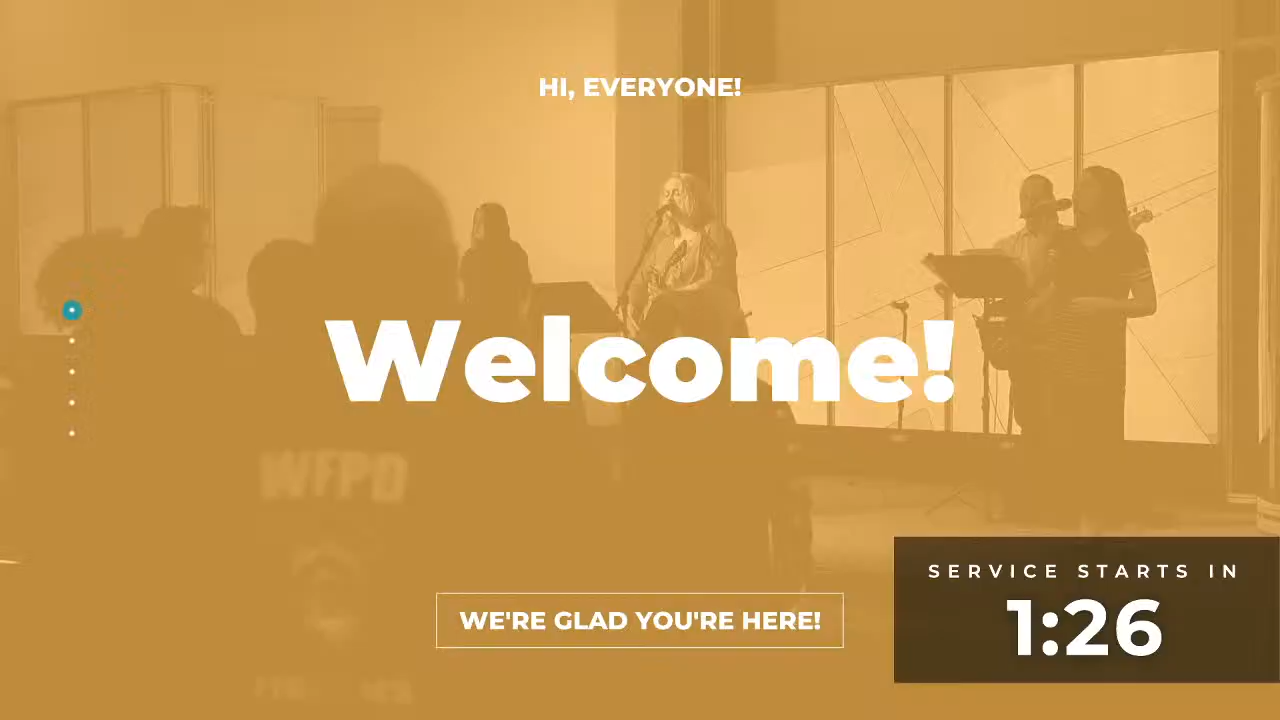 HI, EVERYONE!
Welcome!
WFPD
WE'RE GLAD YOU'RE HERE!
SERVICE STARTS IN
1:26